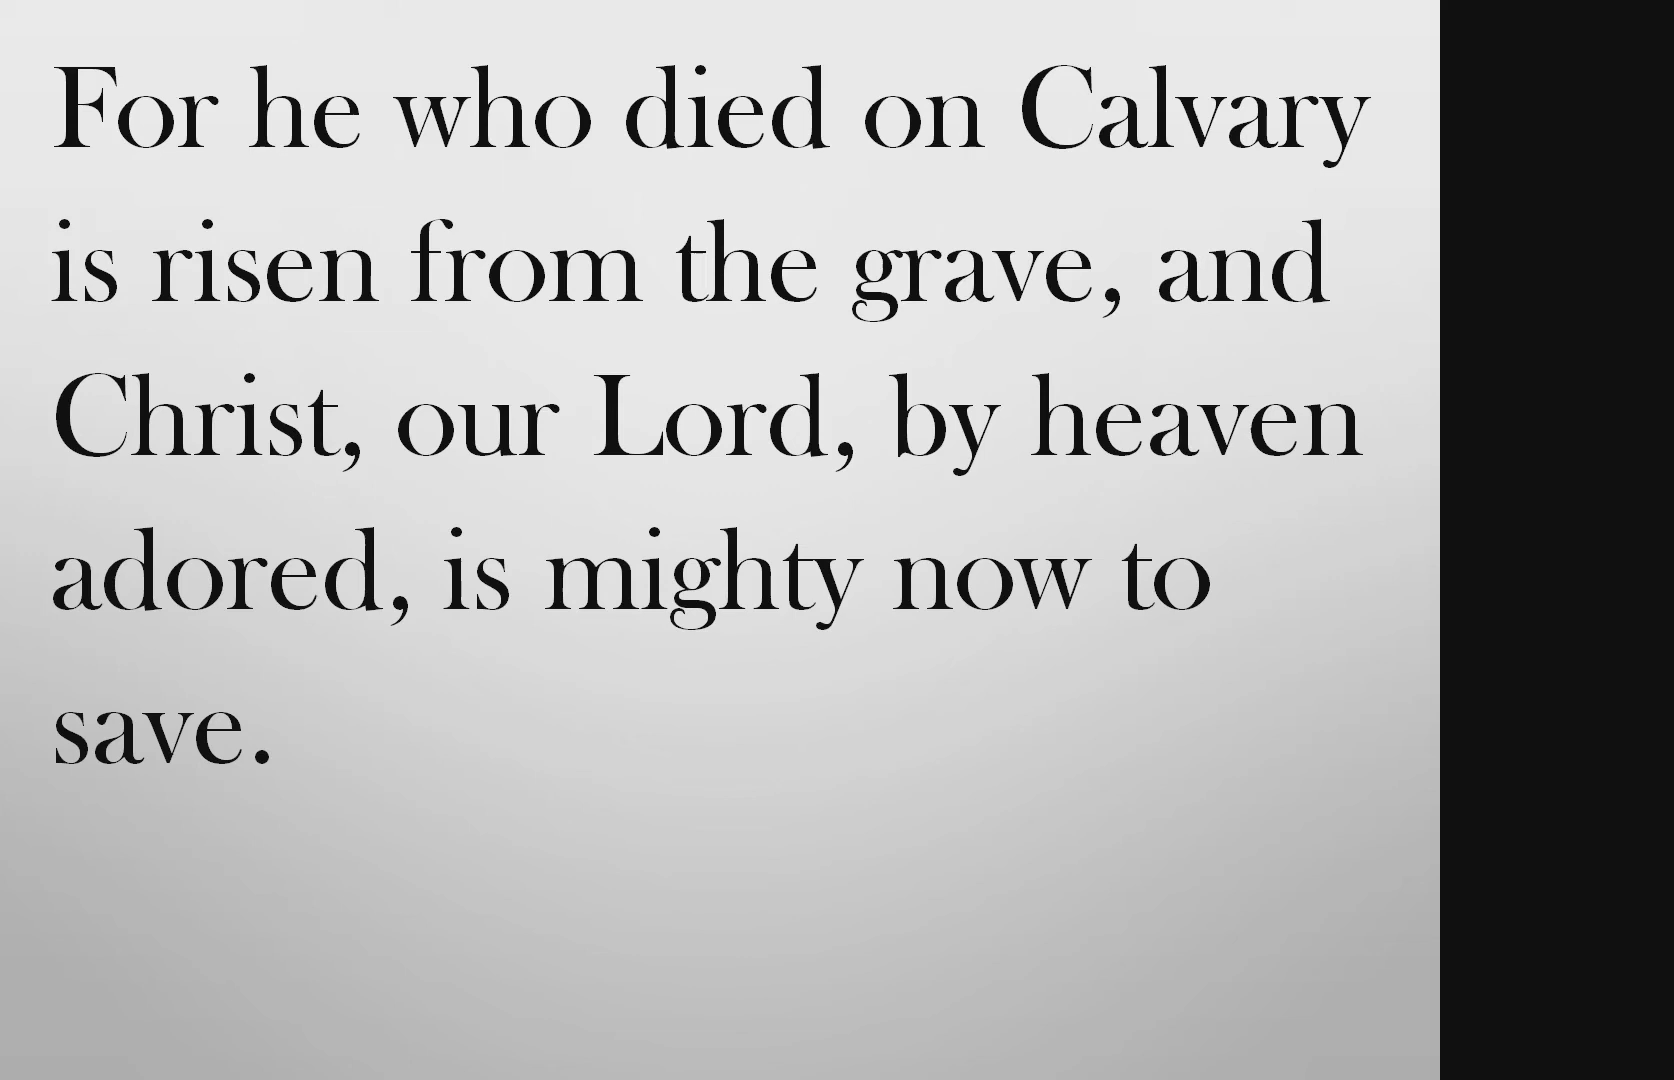 For he who died on Calvary
is risen from the grave, and
Christ, our Lord, by heaven
adored, is mighty now to
save.